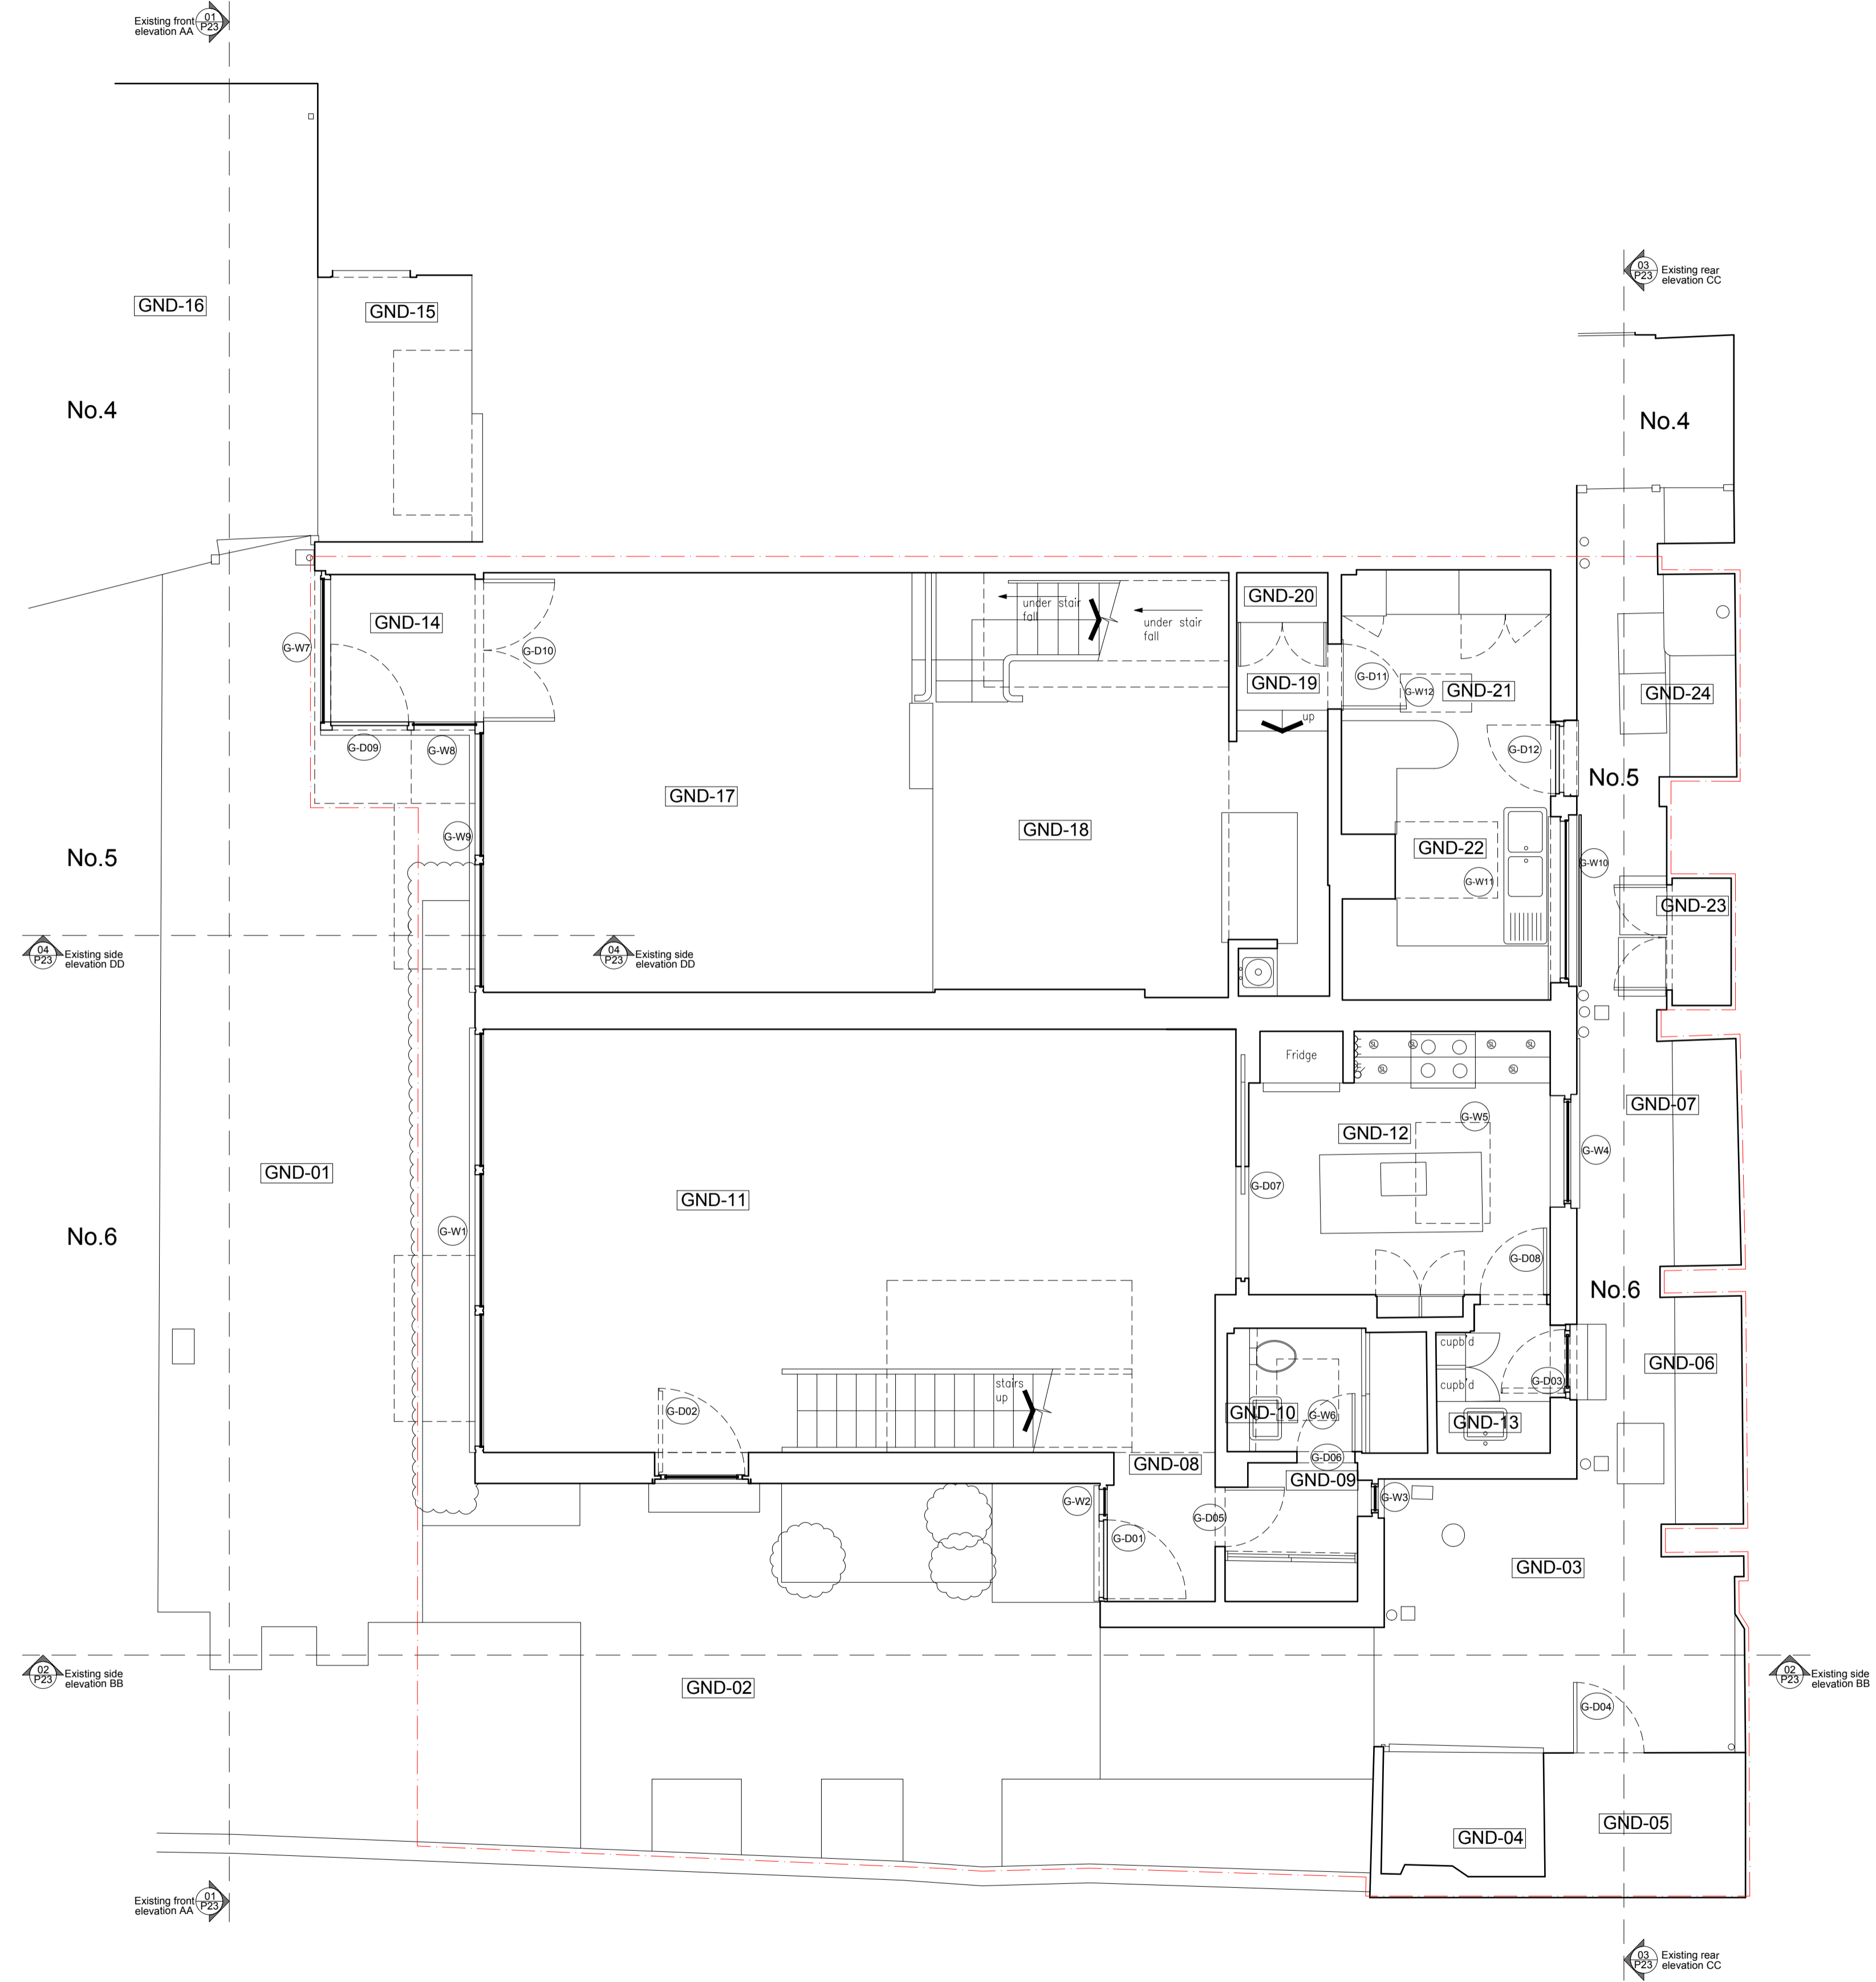 Existing front
elevation AA
01
P23
03
P23
Existing rear
elevation CC
GND-16
GND-15
No.4
No.4
GND-14
G-W7
G-D10
G-D09
G-W8
under stair
fall
under stair
fall
GND-20
GND-19
up
G-D11
G-W12
GND-21
GND-24
G-D12
No.5
GND-17
GND-18
G-W9
No.5
GND-22
G-W11
G-W10
GND-23
04
P23
Existing side
elevation DD
04
P23
Existing side
elevation DD
Fridge
SL
SL
SL
SL
SL
SL
GND-07
G-W5
GND-12
G-W4
GND-01
GND-11
G-D07
No.6
G-W1
G-D08
No.6
cupb'd
cupb'd
GND-06
G-D03
stairs
up
G-D02
GND-10
G-W6
GND-13
G-D06
GND-08
GND-09
G-W2
G-W3
G-D05
G-D01
GND-03
02
P23
Existing side
elevation BB
GND-02
02
P23
Existing side
elevation BB
G-D04
GND-05
GND-04
Existing front
elevation AA
01
P23
03
P23
Existing rear
elevation CC